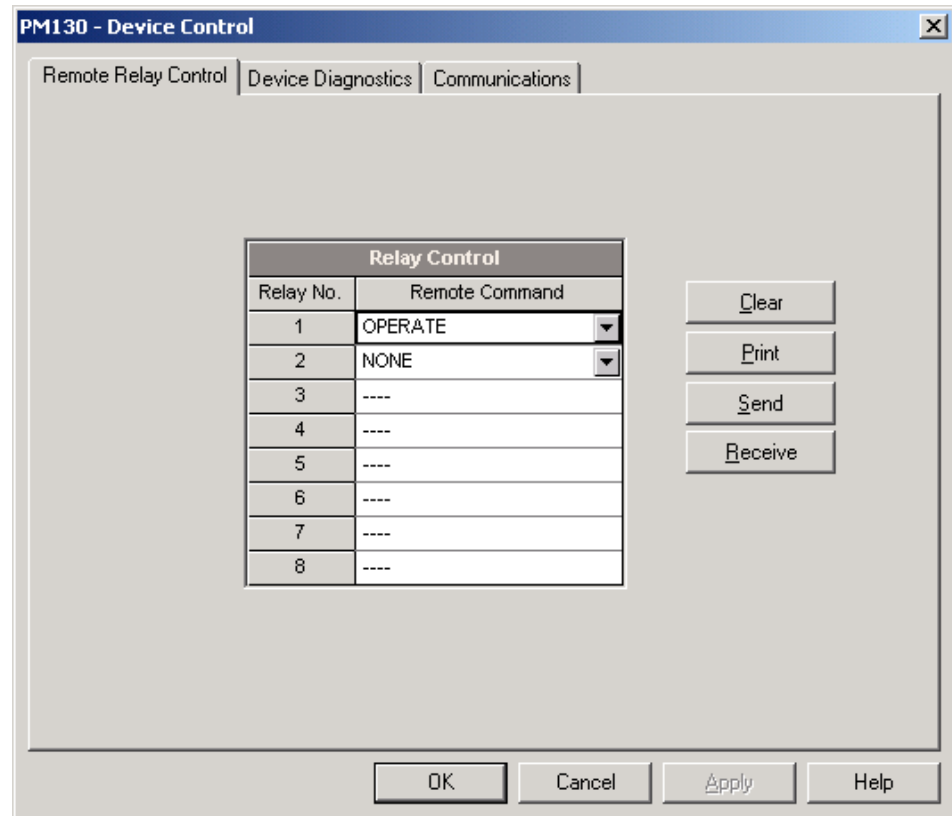 PM130 - Device Control
Remote Relay Control Device Diagnostics Communications
Relay Control
Relay No. Remote Command
1 OPERATE
2 NONE
3 ----
4 ----
5 ----
6 ----
7 ----
8 ----
Clear
Print
Send
Receive
OK Cancel Apply Help